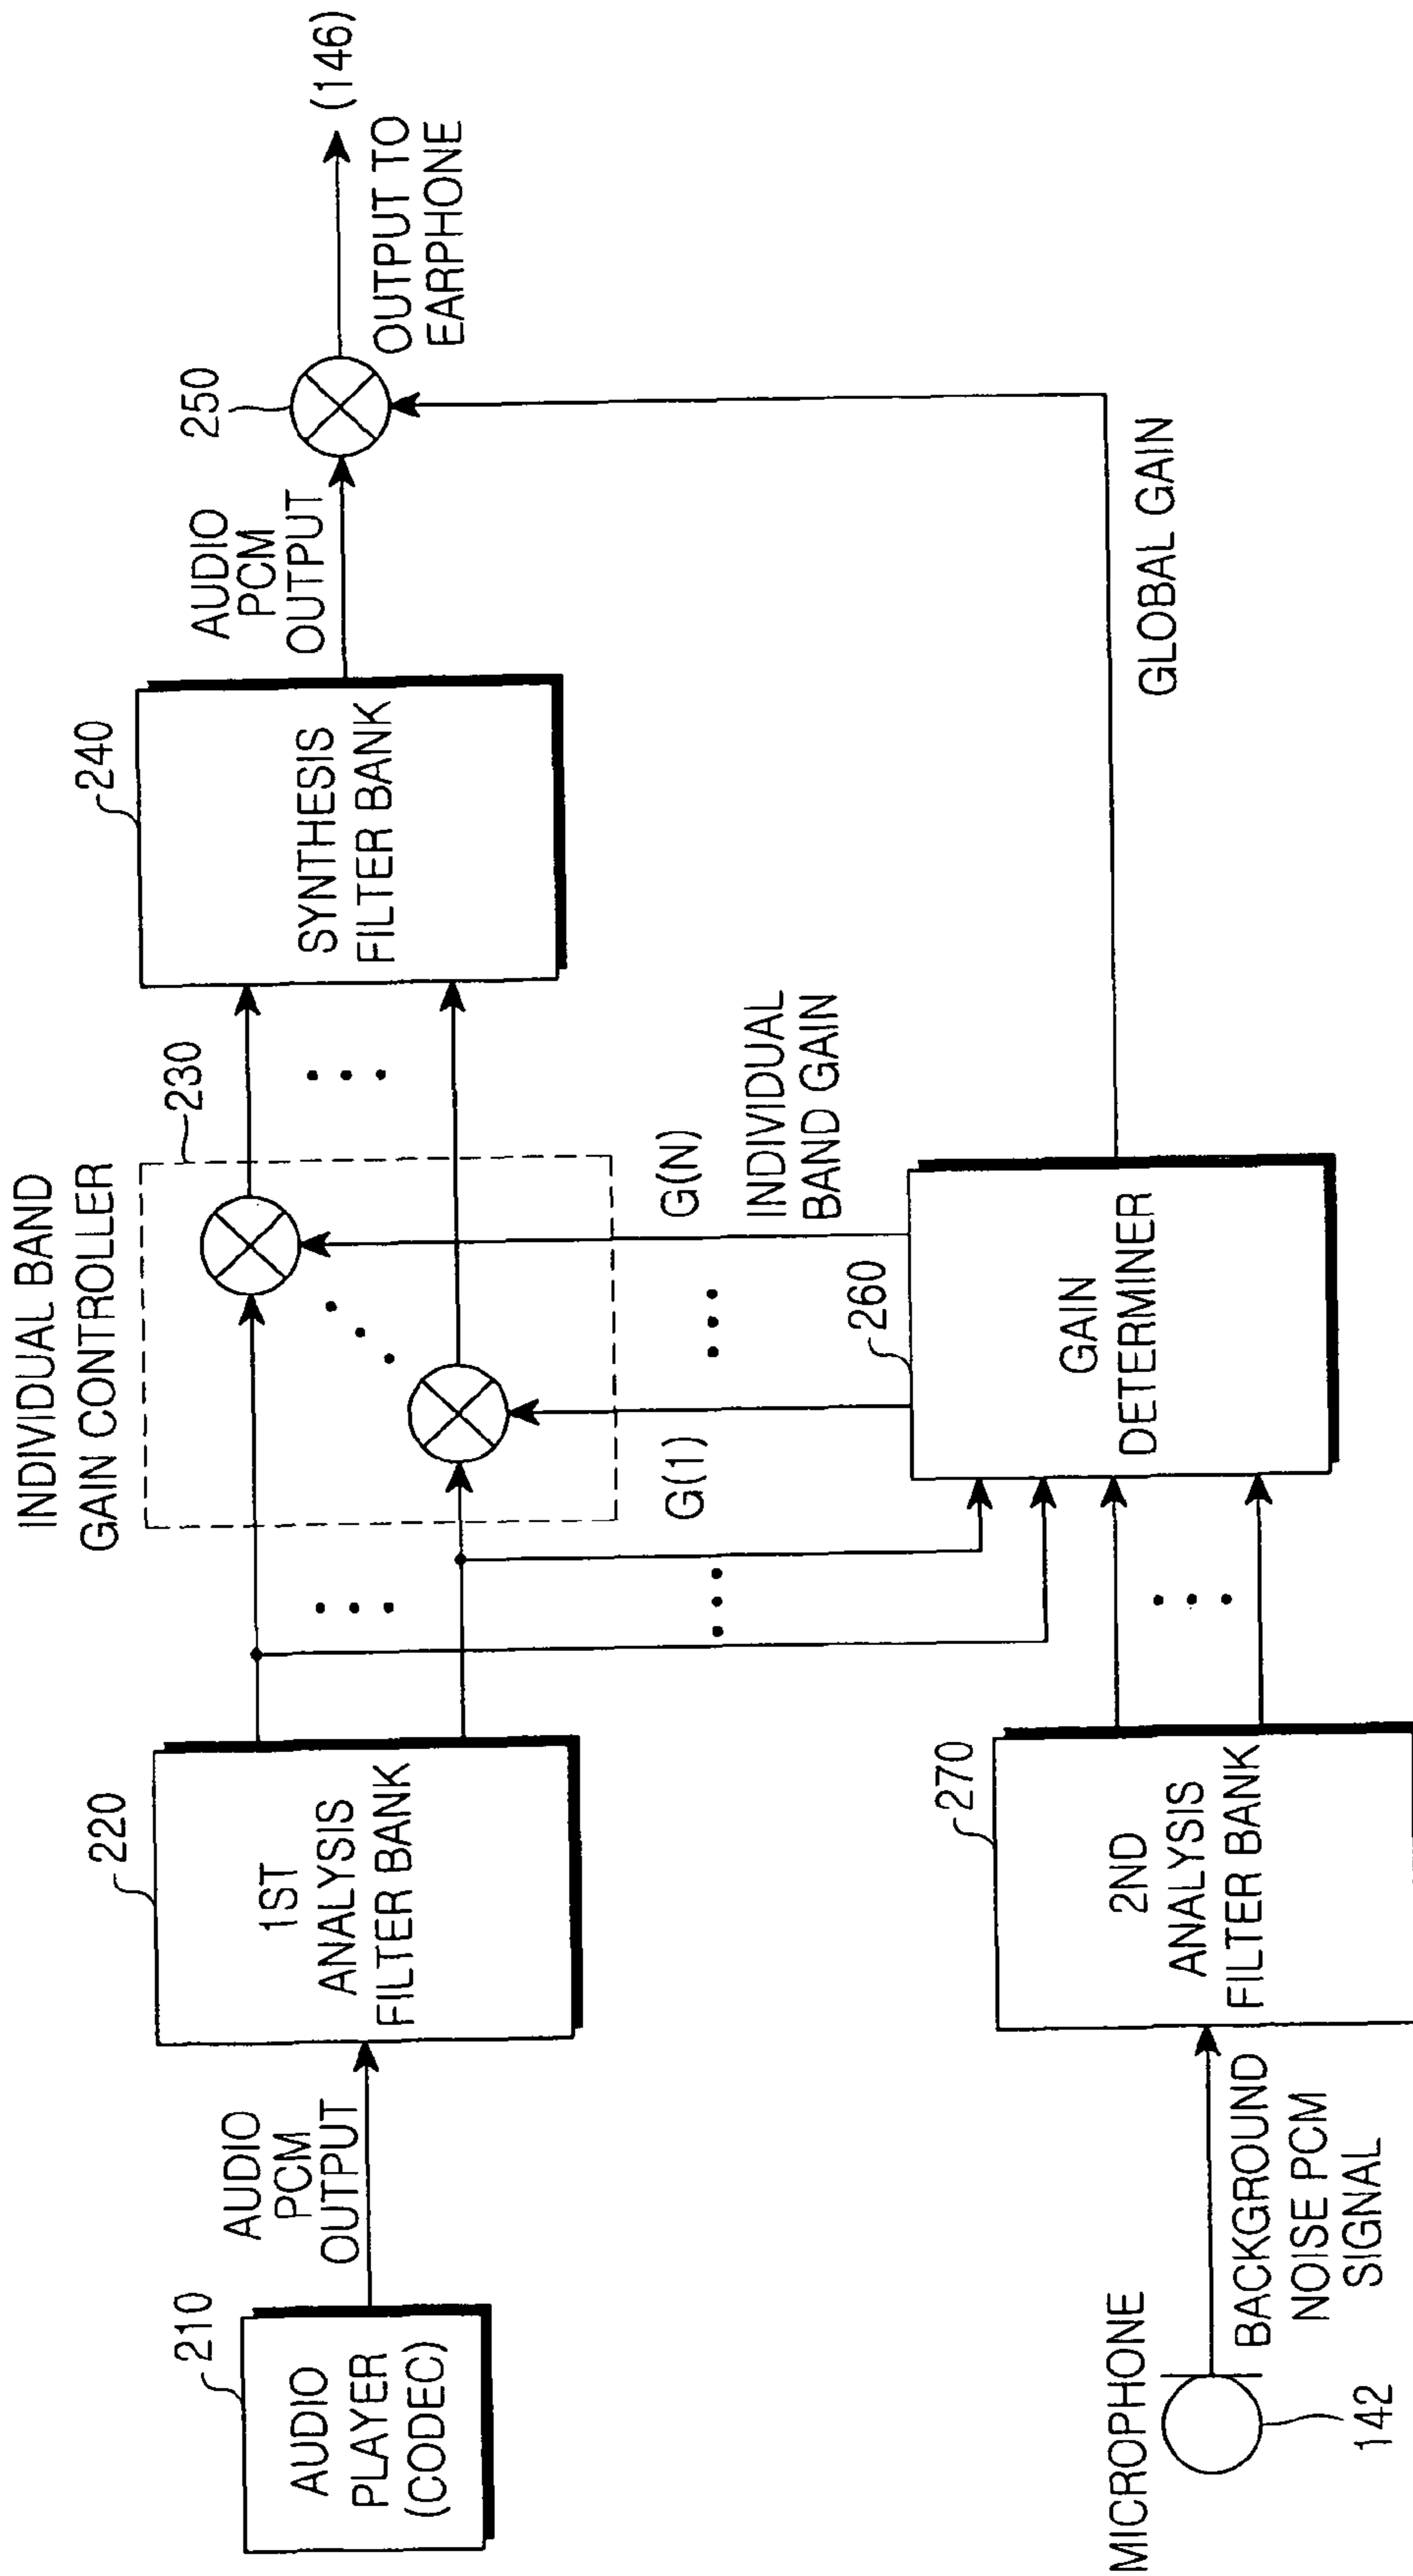 INDIVIDUAL BAND
GAIN CONTROLLER
210
AUDIO
PLAYER
(CODEC)
AUDIO
PCM
OUTPUT
220
1ST
ANALYSIS
FILTER BANK
230
240
SYNTHESIS
FILTER BANK
AUDIO
PCM
OUTPUT
250
(146)
OUTPUT TO
EARPHONE
G(1)
G(N)
INDIVIDUAL
BAND GAIN
MICROPHONE
142
BACKGROUND
NOISE PCM
SIGNAL
270
2ND
ANALYSIS
FILTER BANK
260
GAIN
DETERMINER
GLOBAL GAIN